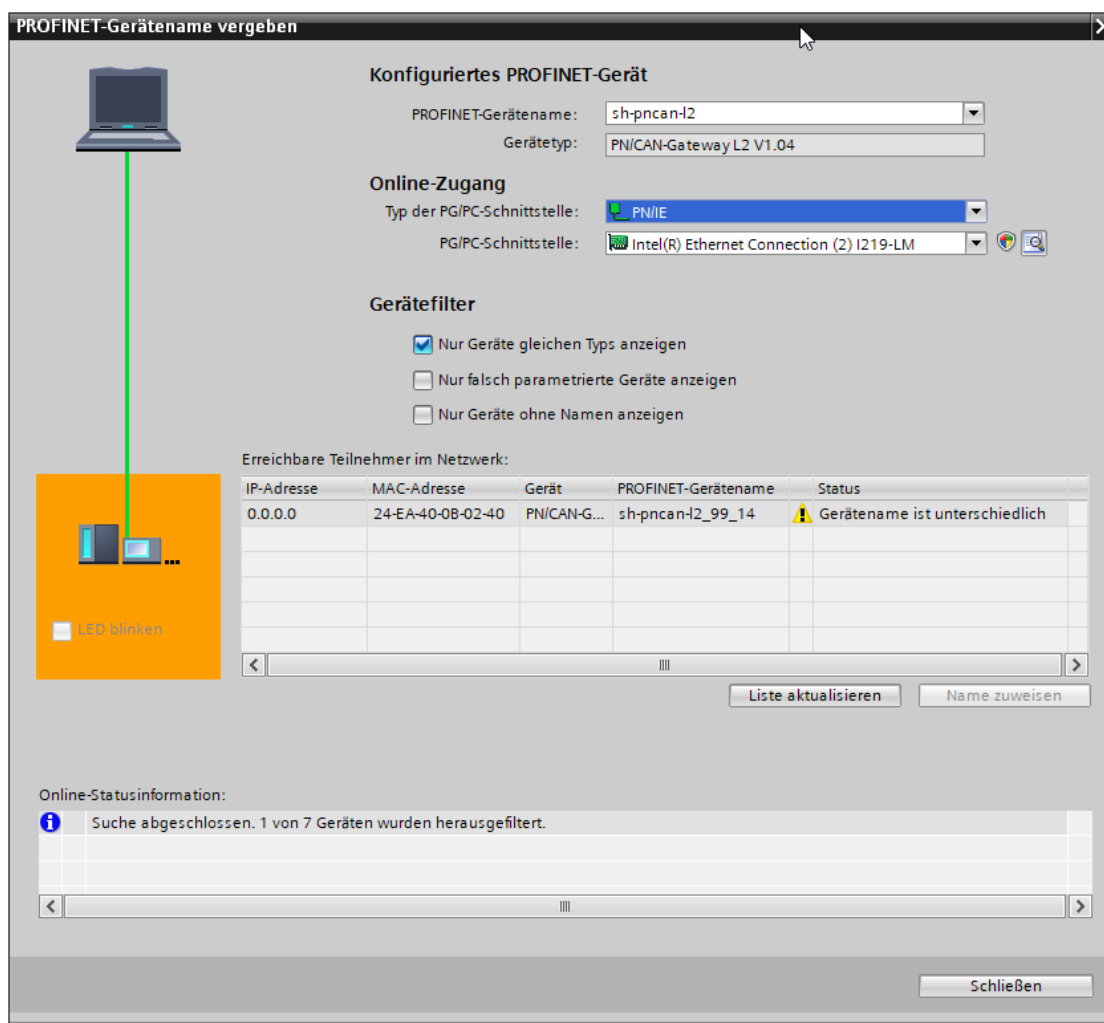 PROFINET-Gerätename vergeben
Konfiguriertes PROFINET-Gerät
PROFINET-Gerätename: sh-pncan-l2
Gerätetyp: PN/CAN-Gateway L2 V1.04
Online-Zugang
Typ der PG/PC-Schnittstelle: PN/IE
PG/PC-Schnittstelle: Intel(R) Ethernet Connection (2) I219-LM
Gerätefilter
Nur Geräte gleichen Typs anzeigen
Nur falsch parametrierte Geräte anzeigen
Nur Geräte ohne Namen anzeigen
Erreichbare Teilnehmer im Netzwerk:
IP-Adresse MAC-Adresse Gerät PROFINET-Gerätename Status
0.0.0.0 24-EA-40-0B-02-40 PN/CAN-G... sh-pncan-l2_99_14 Gerätename ist unterschiedlich
LED blinken
Liste aktualisieren Name zuweisen
Online-Statusinformation:
Suche abgeschlossen. 1 von 7 Geräten wurden herausgefiltert.
Schließen